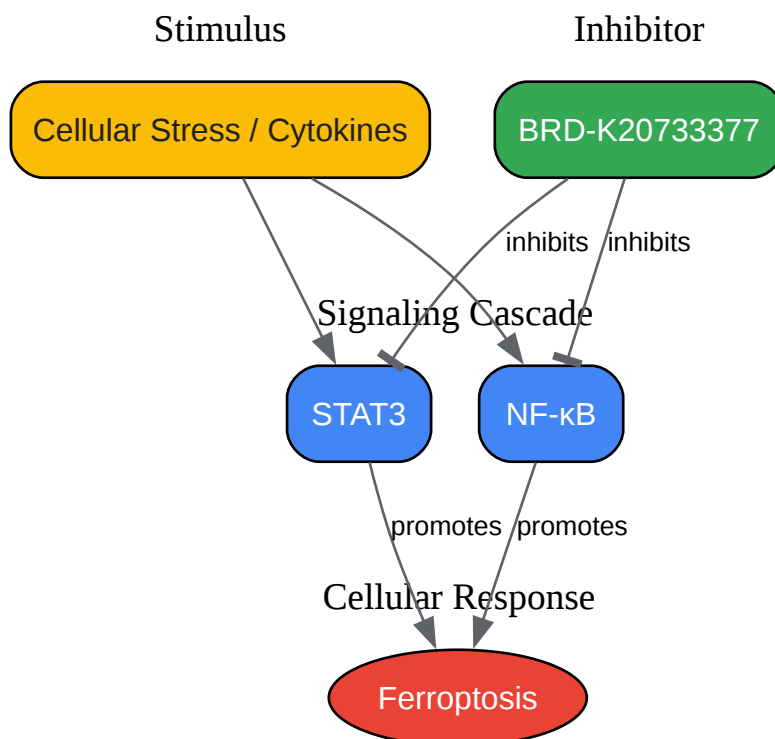 Stimulus
Inhibitor
Cellular Stress / Cytokines
BRD-K20733377
inhibits
inhibits
Signaling Cascade
STAT3
NF-κB
promotes
promotes
Cellular Response
Ferroptosis